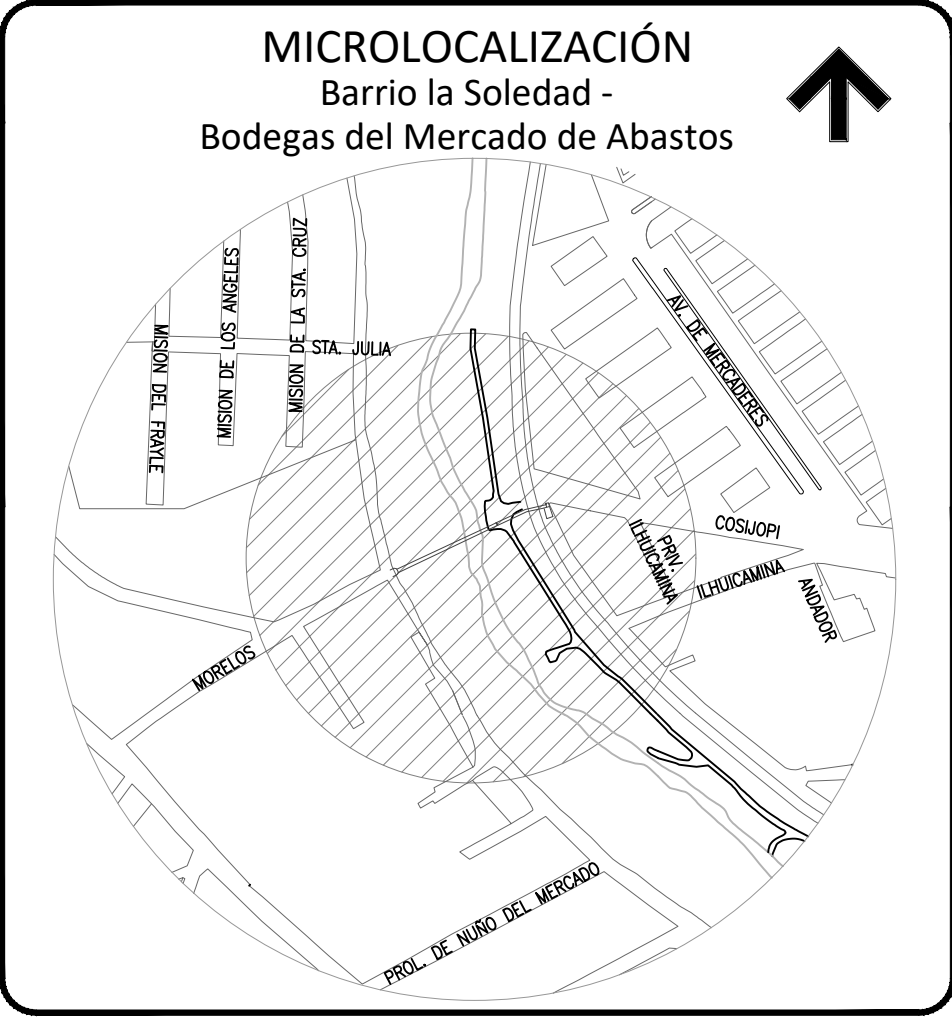 MICROLOCALIZACIÓN
Barrio la Soledad -
Bodegas del Mercado de Abastos
MISION DEL FRAYLE
MISION DE LOS ANGELES
MISION DE LA STA. CRUZ
STA. JULIA
AV. DE MERCADERES
COSIJOPI
PRIV.
ILHUICAMINA
ILHUICAMINA
ANDADOR
MORELOS
PROL. DE NUÑO DEL MERCADO